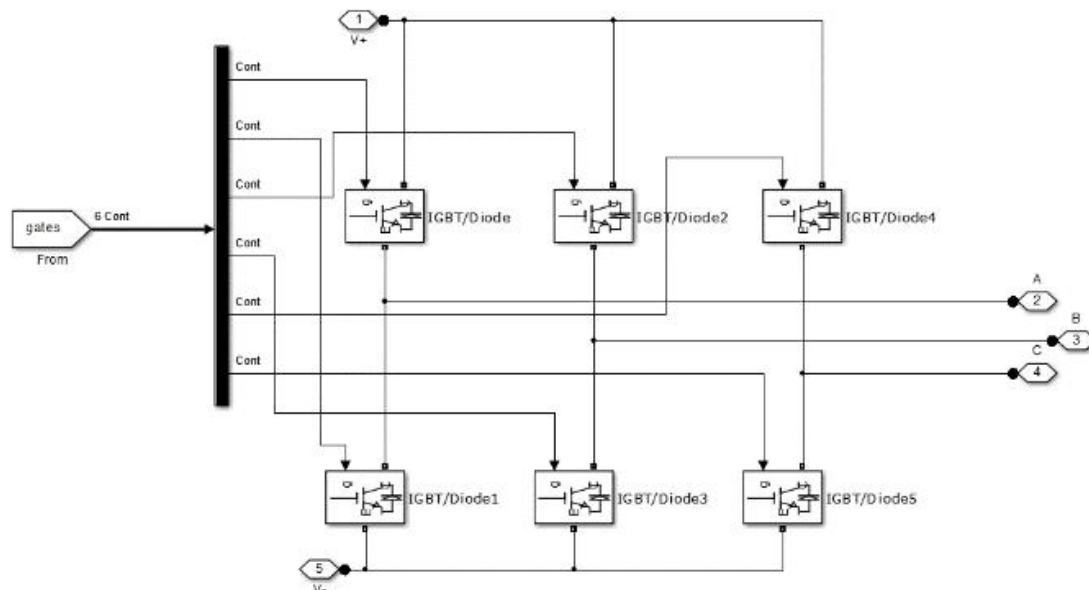 1
V+
Cont
Cont
Cont
g
IGBT/Diode
g
IGBT/Diode2
g
IGBT/Diode4
gates
6 Cont
From
Cont
Cont
Cont
A
2
B
3
C
4
g
IGBT/Diode1
g
IGBT/Diode3
g
IGBT/Diode5
5